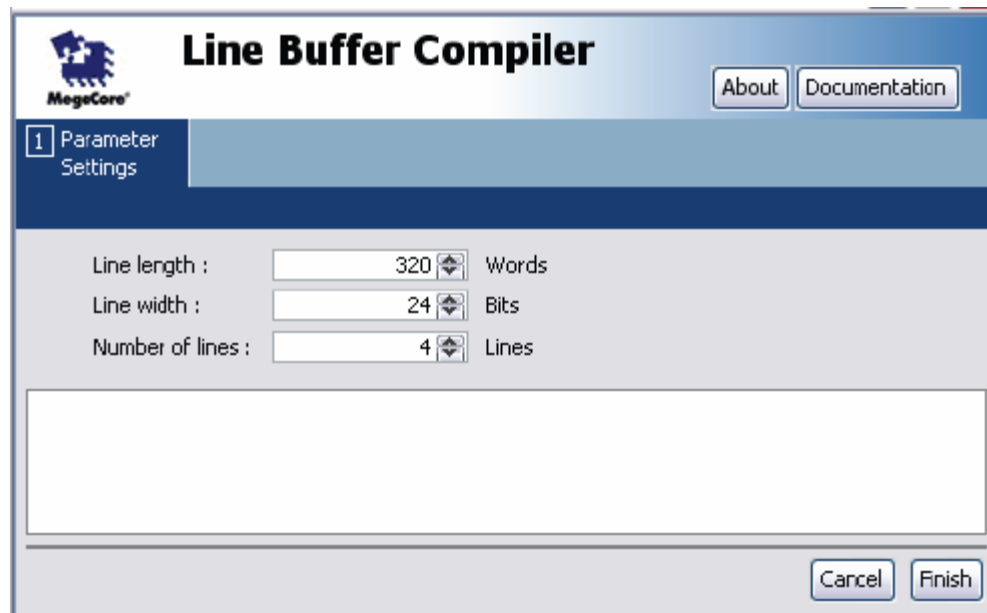 Line Buffer Compiler
MegaCore®
About Documentation
1 Parameter
Settings
Line length : 320 Words
Line width : 24 Bits
Number of lines : 4 Lines
Cancel Finish